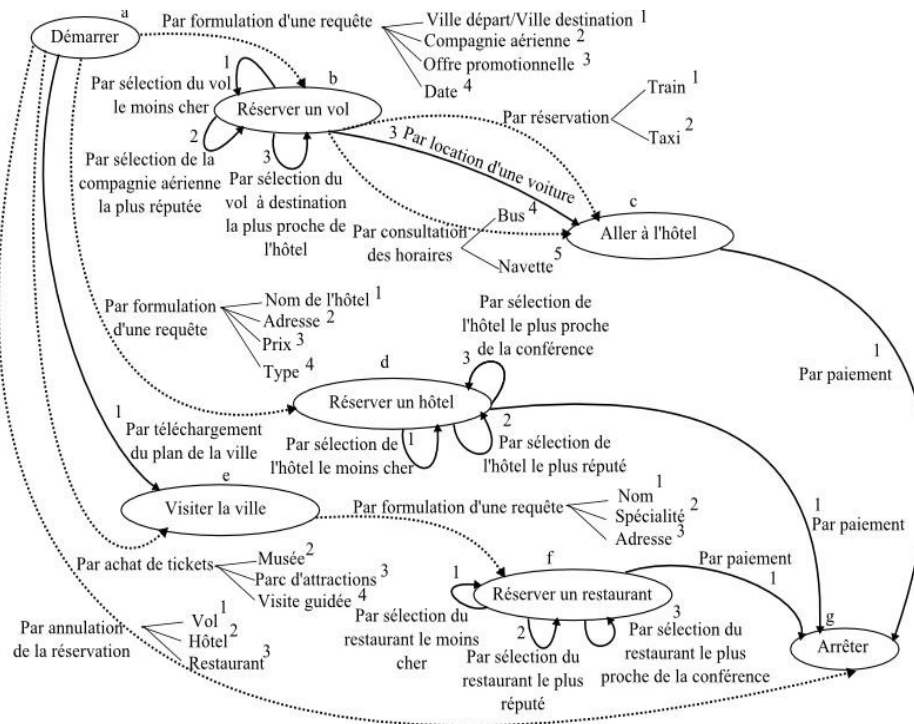 a
Démarrer
Par formulation d'une requête
Ville départ/Ville destination 1
Compagnie aérienne 2
Offre promotionnelle 3
Date 4
1
b
Par sélection du vol
le moins cher
Réserver un vol
2
Par sélection de la
compagnie aérienne
la plus réputée
3
Par sélection du
vol à destination
la plus proche de
l'hôtel
Par réservation
Train 1
Taxi 2
3 Par location d'une voiture
c
Aller à l'hôtel
Par consultation
des horaires
Bus 4
Navette 5
Par formulation
d'une requête
Nom de l'hôtel 1
Adresse 2
Prix 3
Type 4
Par sélection de
l'hôtel le plus proche
de la conférence
3
d
Réserver un hôtel
1
Par sélection de
l'hôtel le moins cher
2
Par sélection de
l'hôtel le plus réputé
1
Par paiement
1
Par téléchargement
du plan de la ville
e
Visiter la ville
Par formulation d'une requête
Nom 1
Spécialité 2
Adresse 3
1
Par paiement
Par achat de tickets
Musée 2
Parc d'attractions 3
Visite guidée 4
f
1
Réserver un restaurant
Par paiement
1
Par sélection du
restaurant le moins
cher
2
Par sélection du
restaurant le plus
réputé
3
Par sélection du
restaurant le plus
proche de la conférence
g
Arrêter
Par annulation
de la réservation
Vol 1
Hôtel 2
Restaurant 3